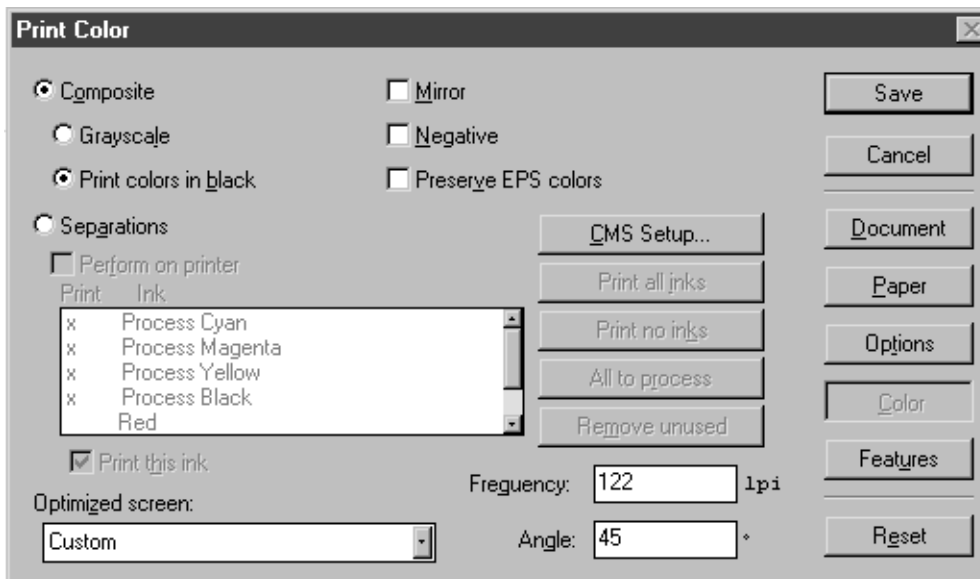 Print Color
Composite
Grayscale
Print colors in black
Separations
Perform on printer
Print Ink
x Process Cyan
x Process Magenta
x Process Yellow
x Process Black
Red
Print this ink
Optimized screen:
Custom
Mirror
Negative
Preserve EPS colors
CMS Setup...
Print all inks
Print no inks
All to process
Remove unused
Freguency: 122 lpi
Angle: 45 °
Save
Cancel
Document
Paper
Options
Color
Features
Reset